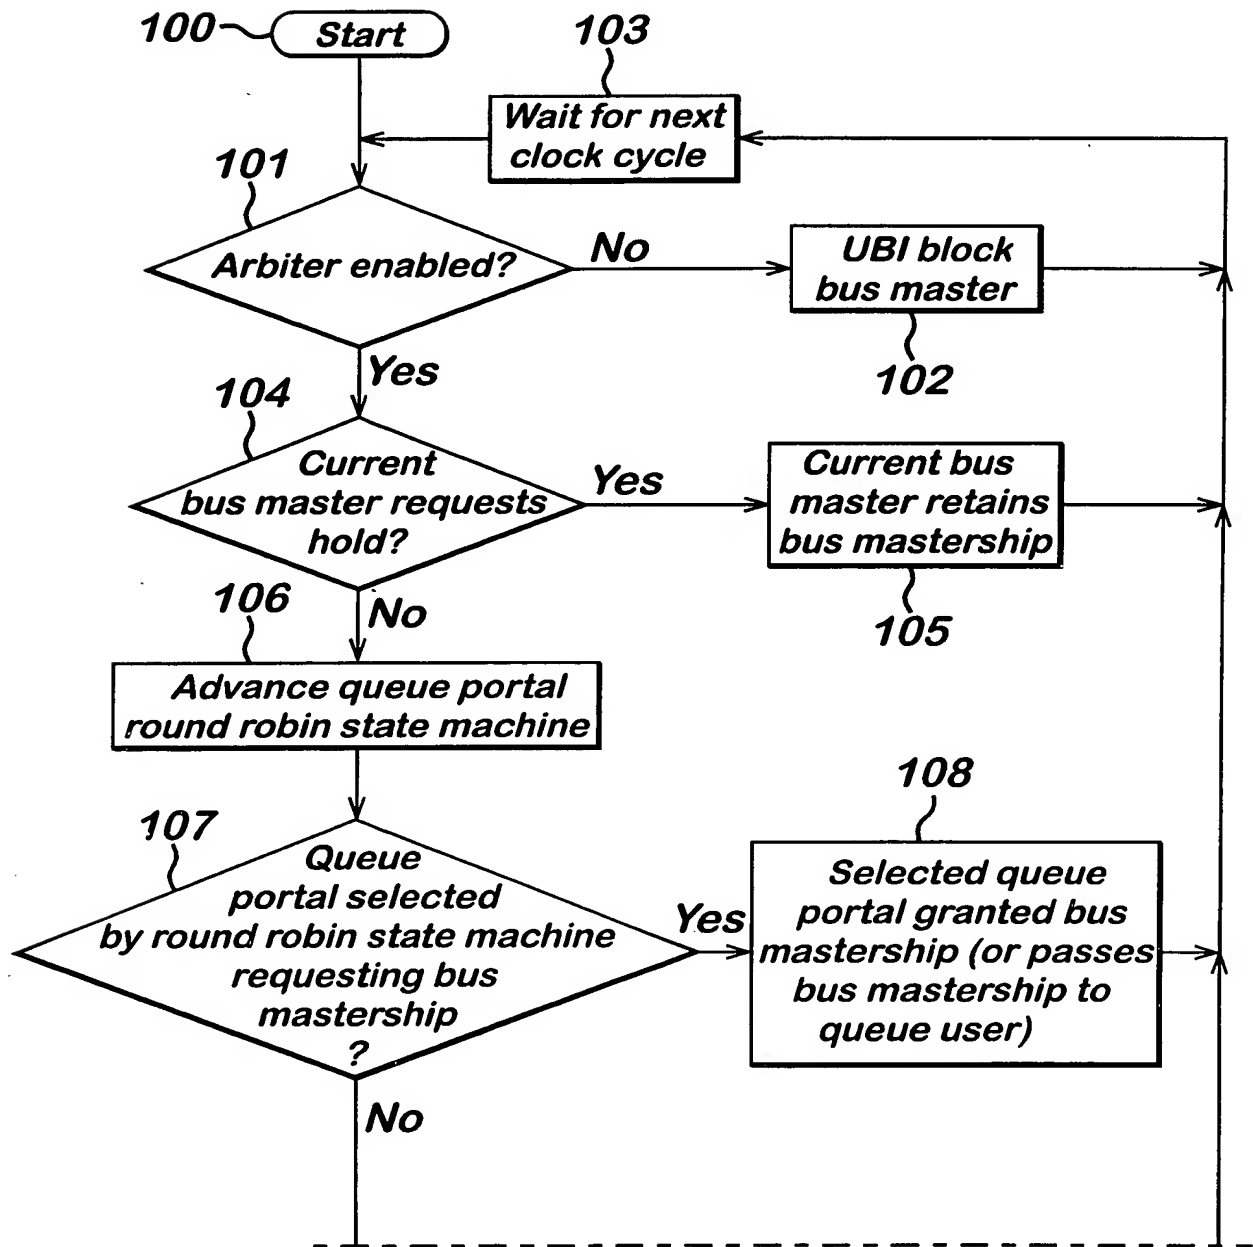 100
Start
103
Wait for next
clock cycle
101
Arbiter enabled?
No
UBI block
bus master
102
Yes
104
Current
bus master requests
hold?
Yes
Current bus
master retains
bus mastership
105
No
106
Advance queue portal
round robin state machine
107
Queue
portal selected
by round robin state machine
requesting bus
mastership
?
Yes
108
Selected queue
portal granted bus
mastership (or passes
bus mastership to
queue user)
No